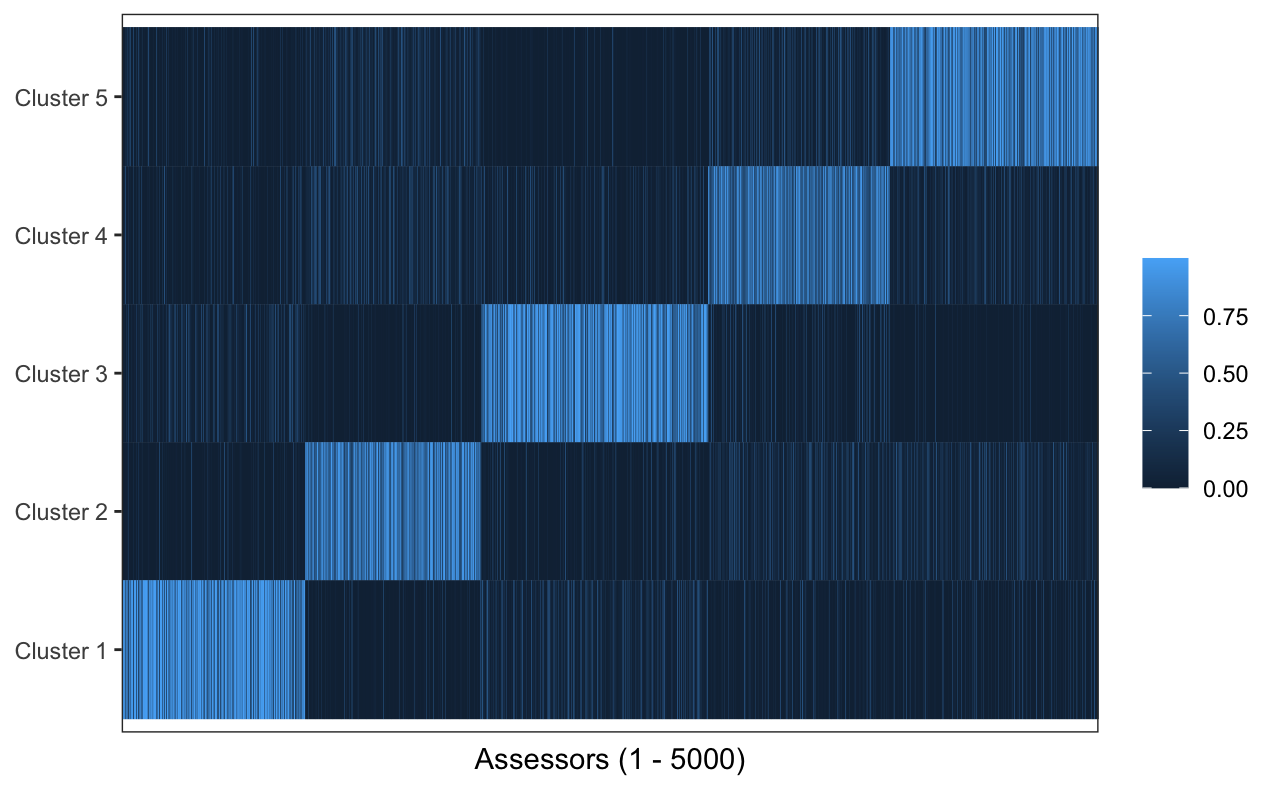 Cluster 5
Cluster 4
Cluster 3
Cluster 2
Cluster 1
Assessors (1 - 5000)
0.75
0.50
0.25
0.00